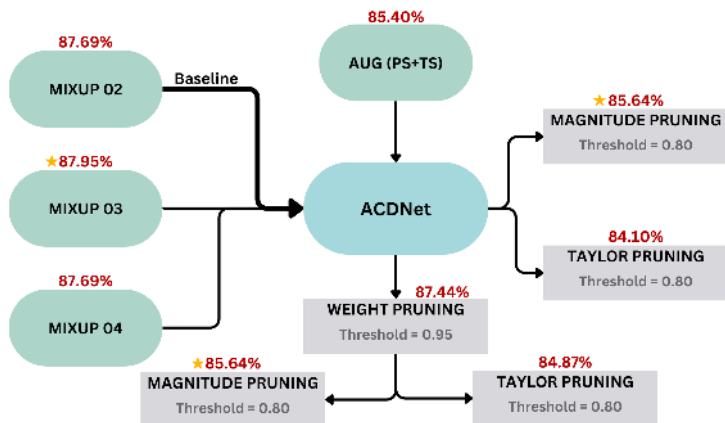 85.40%
87.69%
AUG (PS+TS)
Baseline
MIXUP 02
85.64%
MAGNITUDE PRUNING
Threshold = 0.80
87.95%
MIXUP 03
ACDNet
84.10%
TAYLOR PRUNING
Threshold = 0.80
87.69%
MIXUP 04
87.44%
WEIGHT PRUNING
Threshold = 0.95
85.64%
MAGNITUDE PRUNING
Threshold = 0.80
84.87%
TAYLOR PRUNING
Threshold = 0.80